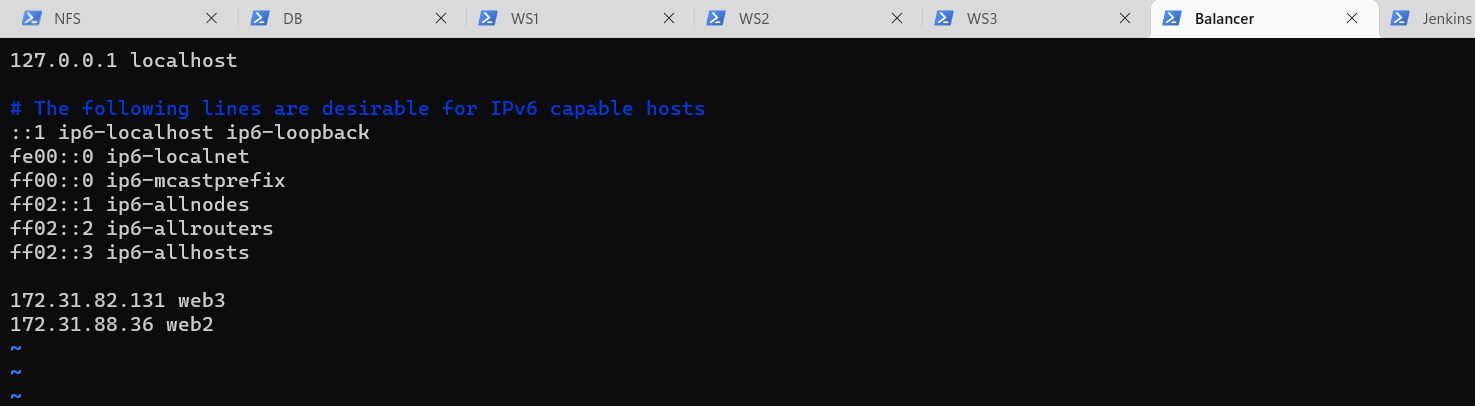 NFS DB WS1 WS2 WS3 Balancer Jenkins
127.0.0.1 localhost
# The following lines are desirable for IPv6 capable hosts
::1 ip6-localhost ip6-loopback
fe00::0 ip6-localnet
ff00::0 ip6-mcastprefix
ff02::1 ip6-allnodes
ff02::2 ip6-allrouters
ff02::3 ip6-allhosts
172.31.82.131 web3
172.31.88.36 web2
~
~
~